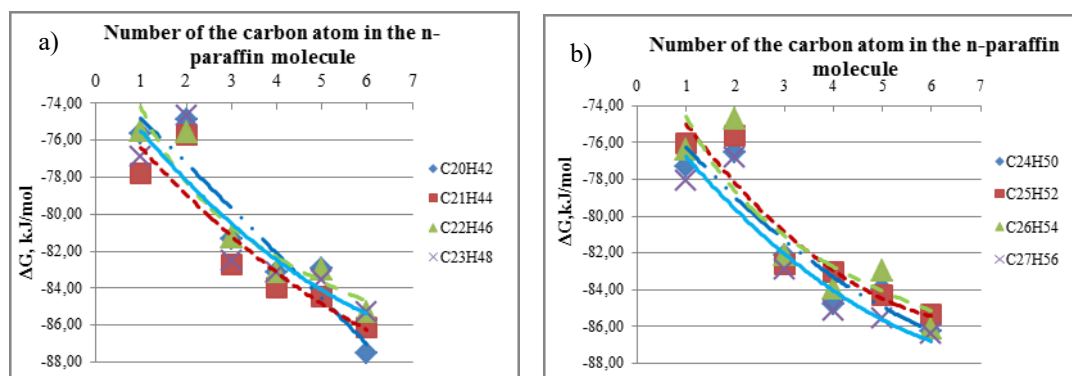 a)
Number of the carbon atom in the n-
paraffin molecule
0 1 2 3 4 5 6 7
-74,00
-76,00
-78,00
-80,00
-82,00
-84,00
-86,00
-88,00
ΔG, kJ/mol
C20H42
C21H44
C22H46
C23H48
b)
Number of the carbon atom in the n-paraffin
molecule
0 1 2 3 4 5 6 7
-74,00
-76,00
-78,00
-80,00
-82,00
-84,00
-86,00
-88,00
ΔG,kJ/mol
C24H50
C25H52
C26H54
C27H56